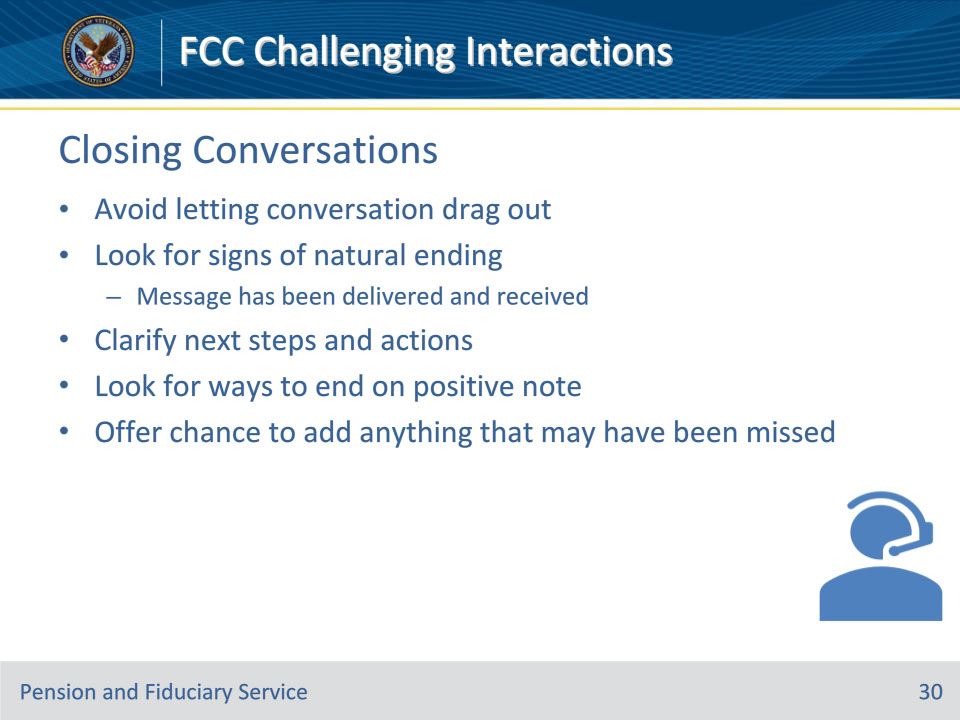 FCC Challenging Interactions
Closing Conversations
• Avoid letting conversation drag out
• Look for signs of natural ending
– Message has been delivered and received
• Clarify next steps and actions
• Look for ways to end on positive note
• Offer chance to add anything that may have been missed
Pension and Fiduciary Service
30